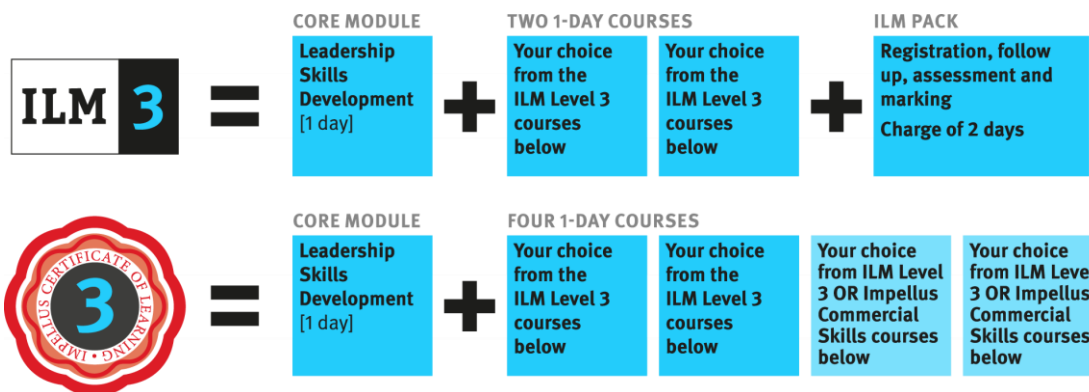 CORE MODULE
TWO 1-DAY COURSES
ILM PACK
ILM 3
=
Leadership
Skills
Development
[1 day]
+
Your choice
from the
ILM Level 3
courses
below
Your choice
from the
ILM Level 3
courses
below
+
Registration, follow
up, assessment and
marking
Charge of 2 days
CORE MODULE
FOUR 1-DAY COURSES
IMPELLUS CERTIFICATE OF LEARNING •
3
=
Leadership
Skills
Development
[1 day]
+
Your choice
from the
ILM Level 3
courses
below
Your choice
from the
ILM Level 3
courses
below
Your choice
from ILM Level
3 OR Impellus
Commercial
Skills courses
below
Your choice
from ILM Leve
3 OR Impellus
Commercial
Skills courses
below